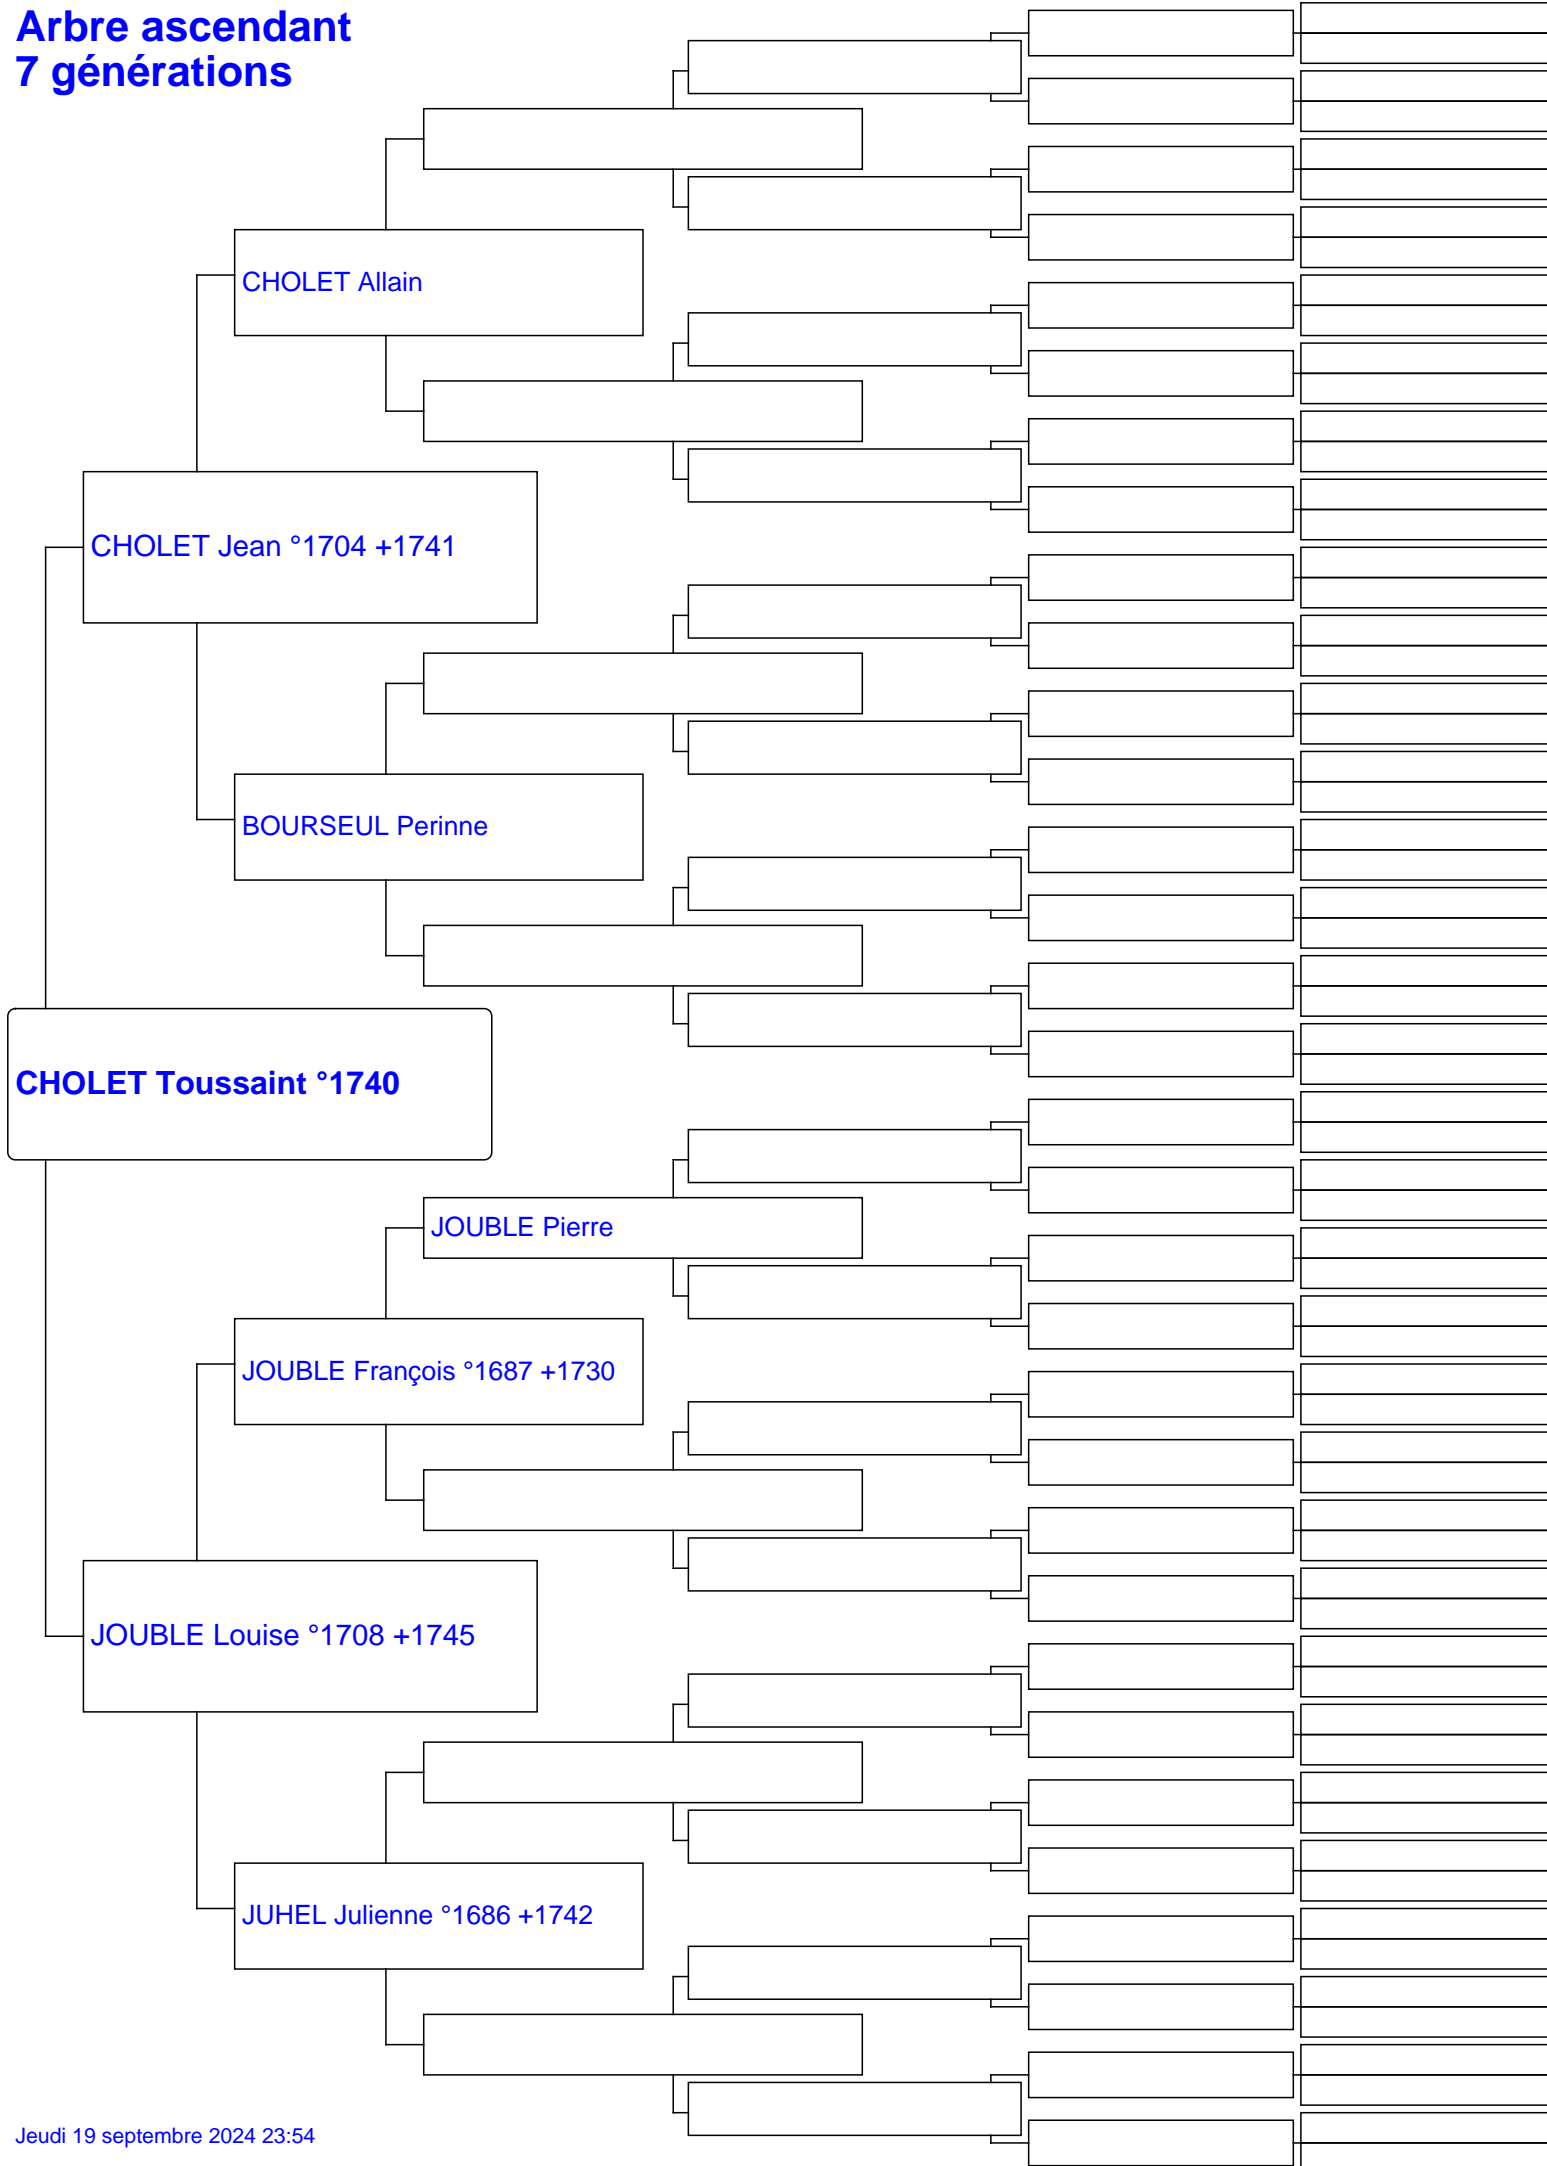 Arbre ascendant
7 générations
CHOLET Allain
CHOLET Jean °1704 +1741
BOURSEUL Perinne
CHOLET Toussaint °1740
JOUBLE Pierre
JOUBLE François °1687 +1730
JOUBLE Louise °1708 +1745
JUHEL Julienne °1686 +1742
Jeudi 19 septembre 2024 23:54